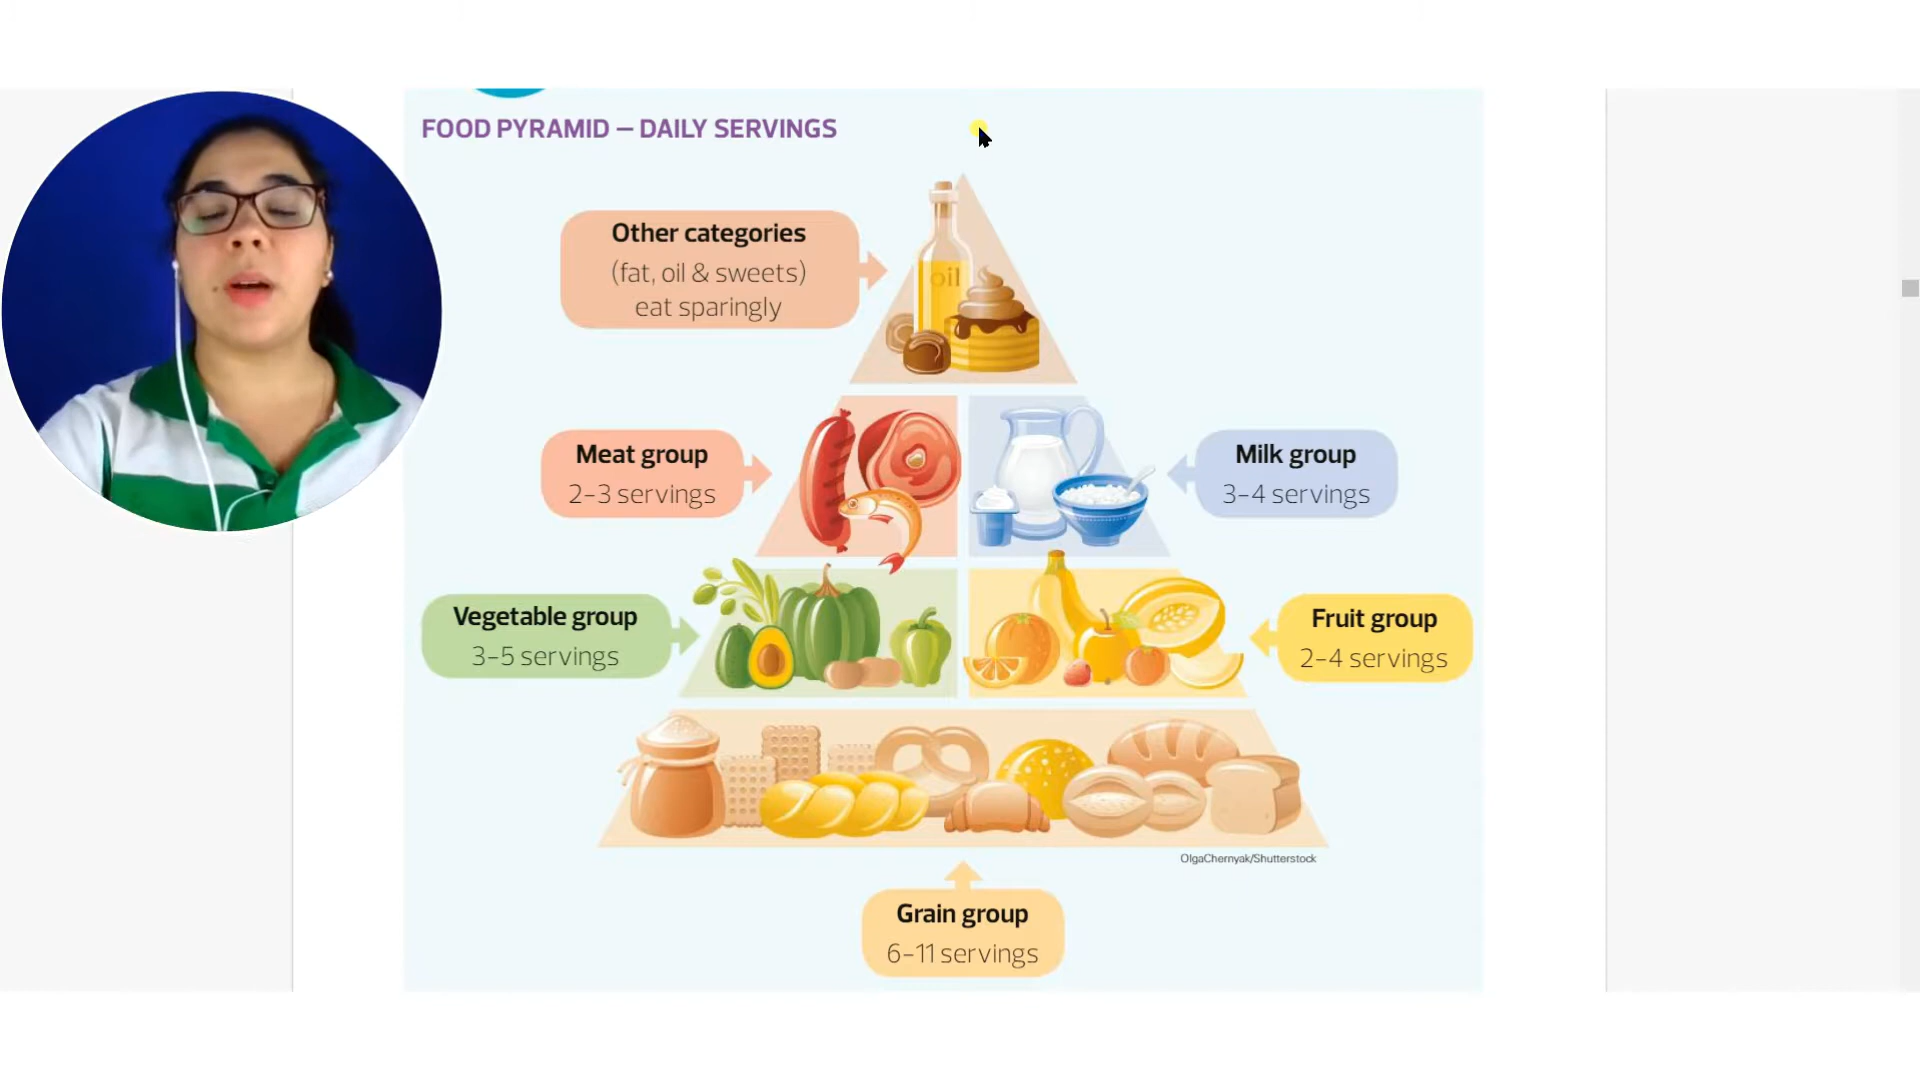 FOOD PYRAMID – DAILY SERVINGS
Other categories
(fat, oil & sweets)
eat sparingly
oil
Meat group
2–3 servings
Milk group
3–4 servings
Vegetable group
3–5 servings
Fruit group
2–4 servings
OlgaChernyak/Shutterstock
Grain group
6–11 servings